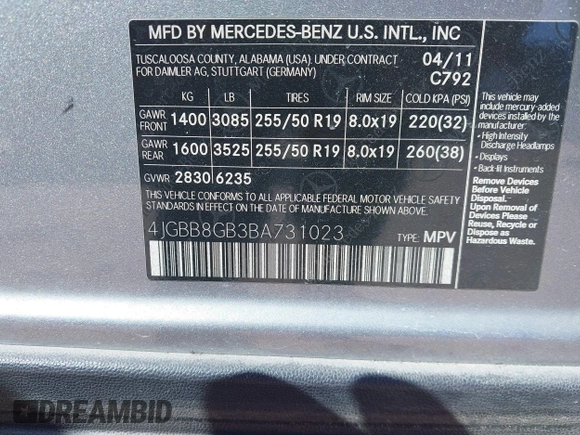 MFD BY MERCEDES-BENZ U.S. INTL., INC
TUSCALOOSA COUNTY, ALABAMA (USA) UNDER CONTRACT
FOR DAIMLER AG, STUTTGART (GERMANY)
04/11
C792
KG LB TIRES RIM SIZE COLD KPA (PSI)
GAWR FRONT 1400 3085 255/50 R19 8.0x19 220(32)
GAWR REAR 1600 3525 255/50 R19 8.0x19 260(38)
GVWR 2830 6235
THIS VEHICLE CONFORMS TO ALL APPLICABLE FEDERAL MOTOR VEHICLE SAFETY
STANDARDS IN EFFECT ON THE DATE OF MANUFACTURE SHOWN ABOVE.
4JGBB8GB3BA731023
TYPE: MPV
This vehicle may include
mercury-added devices
installed by the
manufacturer:
• High Intensity
Discharge Headlamps
• Displays
• Back-lit Instruments
Remove Devices
Before Vehicle
Disposal.
Upon Removal of
Devices Please
Reuse, Recycle or
Dispose as
Hazardous Waste.
DREAMBID